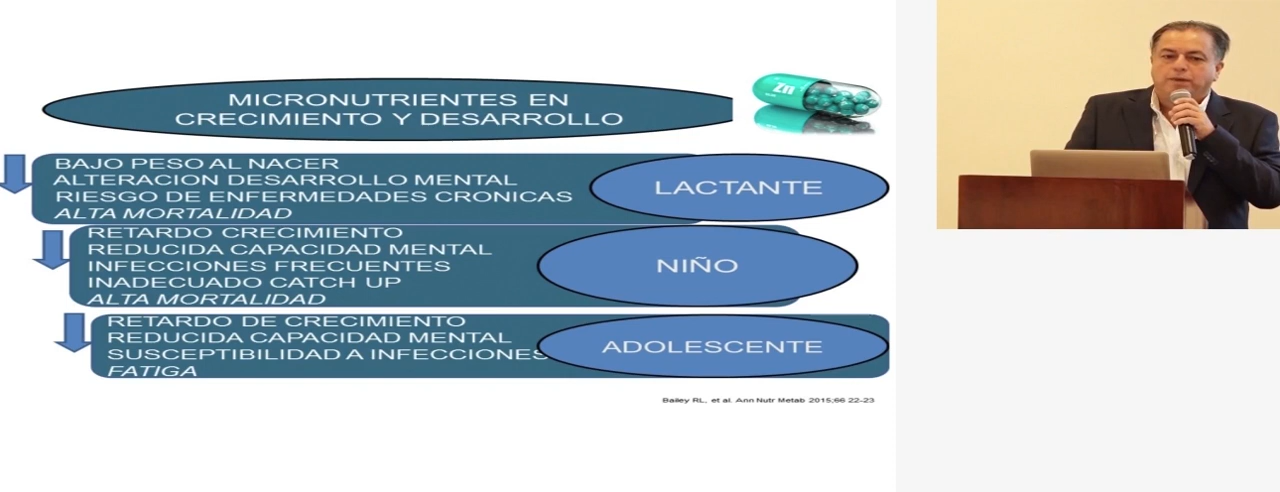 MICRONUTRIENTES EN
CRECIMIENTO Y DESARROLLO
Zn
BAJO PESO AL NACER
ALTERACION DESARROLLO MENTAL
RIESGO DE ENFERMEDADES CRONICAS
ALTA MORTALIDAD
LACTANTE
RETARDO CRECIMIENTO
REDUCIDA CAPACIDAD MENTAL
INFECCIONES FRECUENTES
INADECUADO CATCH UP
ALTA MORTALIDAD
NIÑO
RETARDO DE CRECIMIENTO
REDUCIDA CAPACIDAD MENTAL
SUSCEPTIBILIDAD A INFECCIONES
FATIGA
ADOLESCENTE
Bailey RL, et al. Ann Nutr Metab 2015;66 22-23